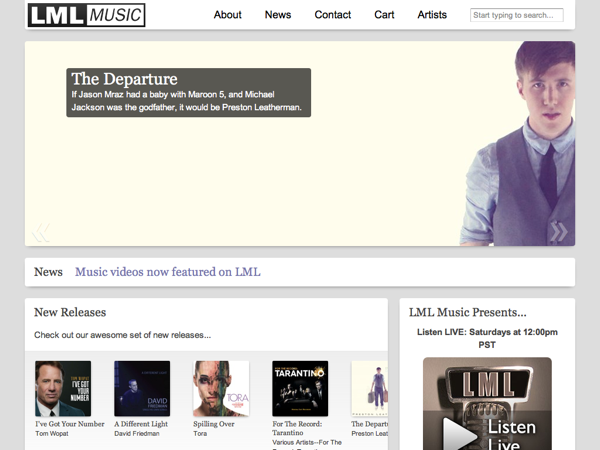 LML MUSIC
About News Contact Cart Artists
Start typing to search...
The Departure
If Jason Mraz had a baby with Maroon 5, and Michael
Jackson was the godfather, it would be Preston Leatherman.
News Music videos now featured on LML
New Releases
Check out our awesome set of new releases...
I've Got Your Number
Tom Wopat
A Different Light
David Friedman
Spilling Over
Tora
For The Record:
Tarantino
Various Artists--For The
The Depart
Preston Leat
LML Music Presents...
Listen LIVE: Saturdays at 12:00pm
PST
TOM WOPAT
I'VE GOT
YOUR
NUMBER
DAVID
FRIEDMAN
TORA
TARANTINO
LML
Listen
Live